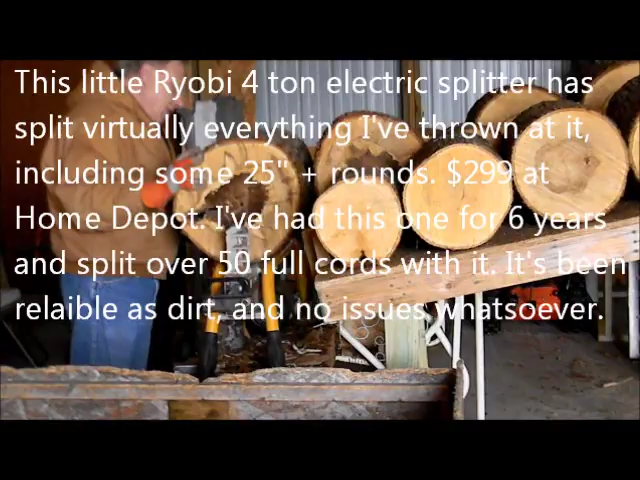 This little Ryobi 4 ton electric splitter has
split virtually everything I've thrown at it,
including some 25" + rounds. $299 at
Home Depot. I've had this one for 6 years
and split over 50 full cords with it. It's been
relaible as dirt, and no issues whatsoever.